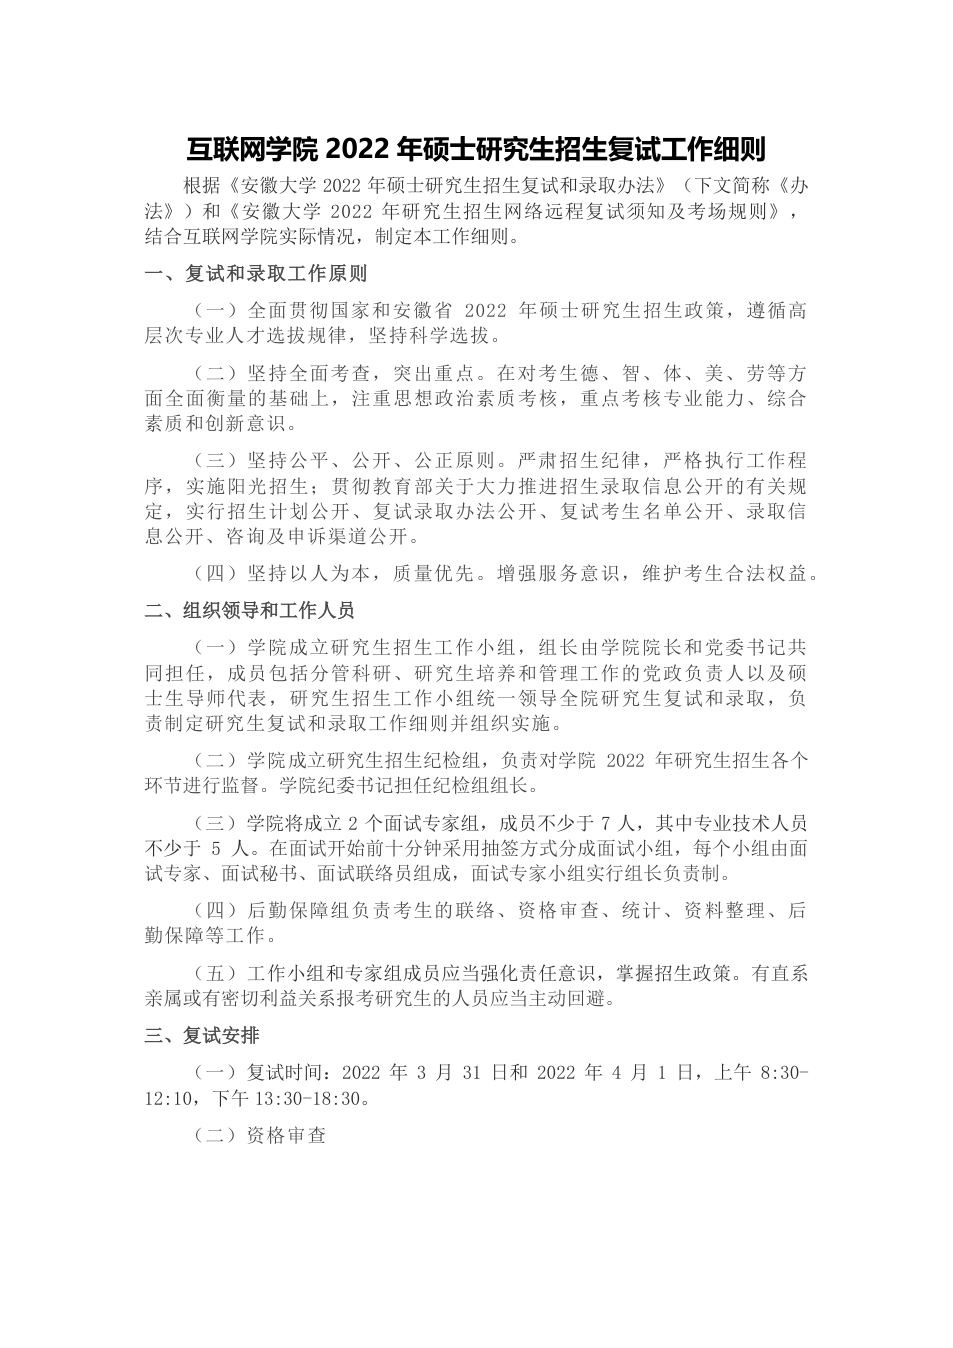 互联网学院 2022 年硕士研究生招生复试工作细则
根据《安徽大学 2022 年硕士研究生招生复试和录取办法》（下文简称《办
法》）和《安徽大学 2022 年研究生招生网络远程复试须知及考场规则》，
结合互联网学院实际情况，制定本工作细则。
一、复试和录取工作原则
（一）全面贯彻国家和安徽省 2022 年硕士研究生招生政策，遵循高
层次专业人才选拔规律，坚持科学选拔。
（二）坚持全面考查，突出重点。在对考生德、智、体、美、劳等方
面全面衡量的基础上，注重思想政治素质考核，重点考核专业能力、综合
素质和创新意识。
（三）坚持公平、公开、公正原则。严肃招生纪律，严格执行工作程
序，实施阳光招生；贯彻教育部关于大力推进招生录取信息公开的有关规
定，实行招生计划公开、复试录取办法公开、复试考生名单公开、录取信
息公开、咨询及申诉渠道公开。
（四）坚持以人为本，质量优先。增强服务意识，维护考生合法权益。
二、组织领导和工作人员
（一）学院成立研究生招生工作小组，组长由学院院长和党委书记共
同担任，成员包括分管科研、研究生培养和管理工作的党政负责人以及硕
士生导师代表，研究生招生工作小组统一领导全院研究生复试和录取，负
责制定研究生复试和录取工作细则并组织实施。
（二）学院成立研究生招生纪检组，负责对学院 2022 年研究生招生各个
环节进行监督。学院纪委书记担任纪检组组长。
（三）学院将成立 2 个面试专家组，成员不少于 7 人，其中专业技术人员
不少于 5 人。在面试开始前十分钟采用抽签方式分成面试小组，每个小组由面
试专家、面试秘书、面试联络员组成，面试专家小组实行组长负责制。
（四）后勤保障组负责考生的联络、资格审查、统计、资料整理、后
勤保障等工作。
（五）工作小组和专家组成员应当强化责任意识，掌握招生政策。有直系
亲属或有密切利益关系报考研究生的人员应当主动回避。
三、复试安排
（一）复试时间：2022 年 3 月 31 日和 2022 年 4 月 1 日，上午 8:30-
12:10，下午 13:30-18:30。
（二）资格审查